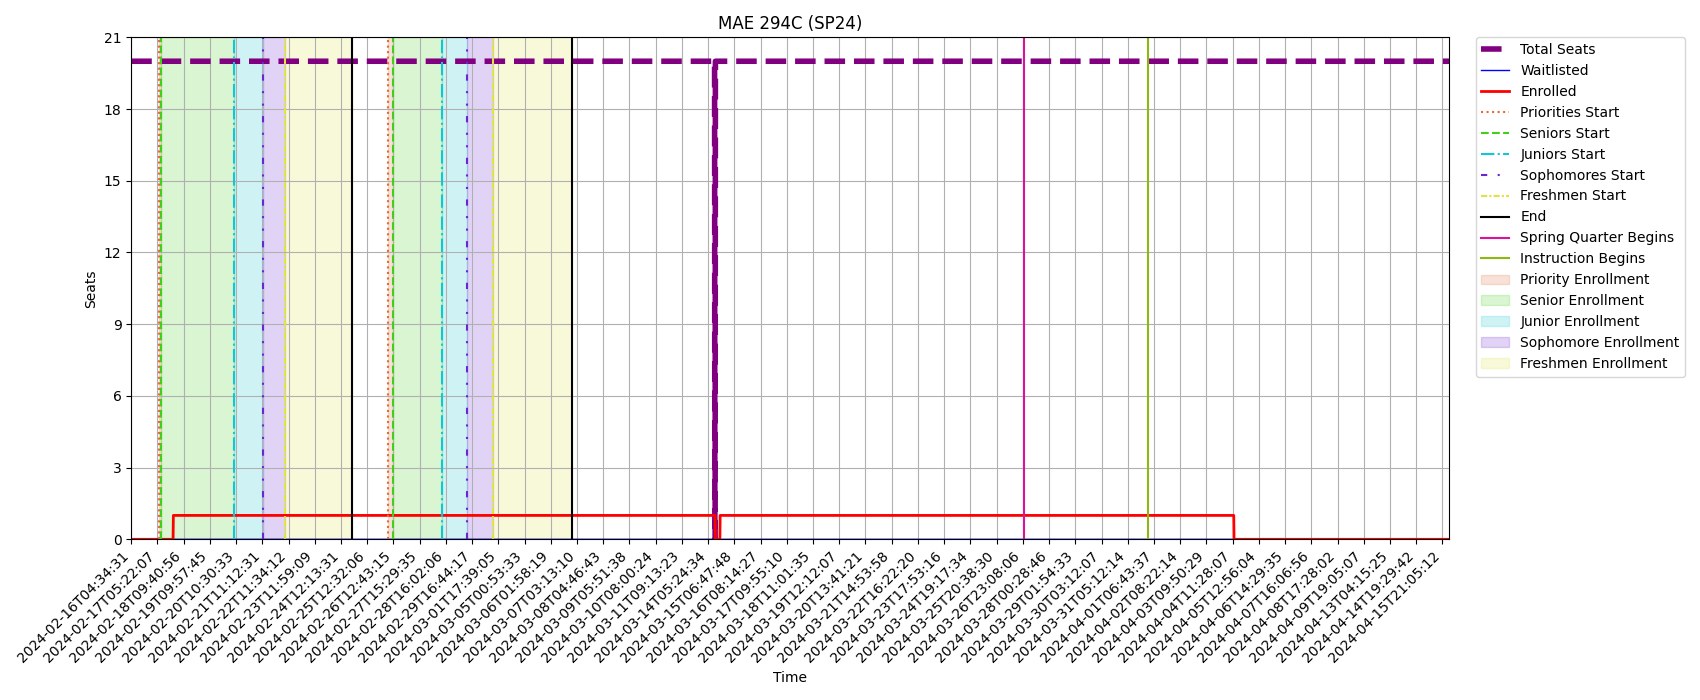 MAE 294C (SP24)
21
18
15
12
9
6
3
0
Seats
2024-02-16T04:34:31
2024-02-17T05:22:07
2024-02-18T09:40:56
2024-02-19T09:57:45
2024-02-20T10:30:33
2024-02-21T11:12:31
2024-02-22T11:34:12
2024-02-23T11:59:09
2024-02-24T12:13:31
2024-02-25T12:32:06
2024-02-26T12:43:15
2024-02-27T15:29:35
2024-02-28T16:02:06
2024-02-29T16:44:17
2024-03-01T17:39:05
2024-03-05T00:53:33
2024-03-06T01:58:19
2024-03-07T03:13:10
2024-03-08T04:46:43
2024-03-09T05:51:38
2024-03-10T08:00:24
2024-03-11T09:13:23
2024-03-14T05:24:34
2024-03-15T06:47:48
2024-03-16T08:14:27
2024-03-17T09:55:10
2024-03-18T11:01:35
2024-03-19T12:12:07
2024-03-21T13:41:21
2024-03-21T14:53:58
2024-03-22T16:22:20
2024-03-23T17:53:16
2024-03-24T19:17:34
2024-03-25T20:38:30
2024-03-26T23:08:06
2024-03-28T00:28:46
2024-03-29T01:54:33
2024-03-30T03:12:07
2024-03-31T05:12:14
2024-04-01T06:43:37
2024-04-02T08:22:14
2024-04-03T09:50:29
2024-04-04T11:28:07
2024-04-05T12:56:04
2024-04-06T14:29:35
2024-04-07T16:06:56
2024-04-08T17:28:02
2024-04-09T19:05:07
2024-04-13T04:15:25
2024-04-14T19:29:42
2024-04-15T21:05:12
Time
Total Seats
Waitlisted
Enrolled
Priorities Start
Seniors Start
Juniors Start
Sophomores Start
Freshmen Start
End
Spring Quarter Begins
Instruction Begins
Priority Enrollment
Senior Enrollment
Junior Enrollment
Sophomore Enrollment
Freshmen Enrollment